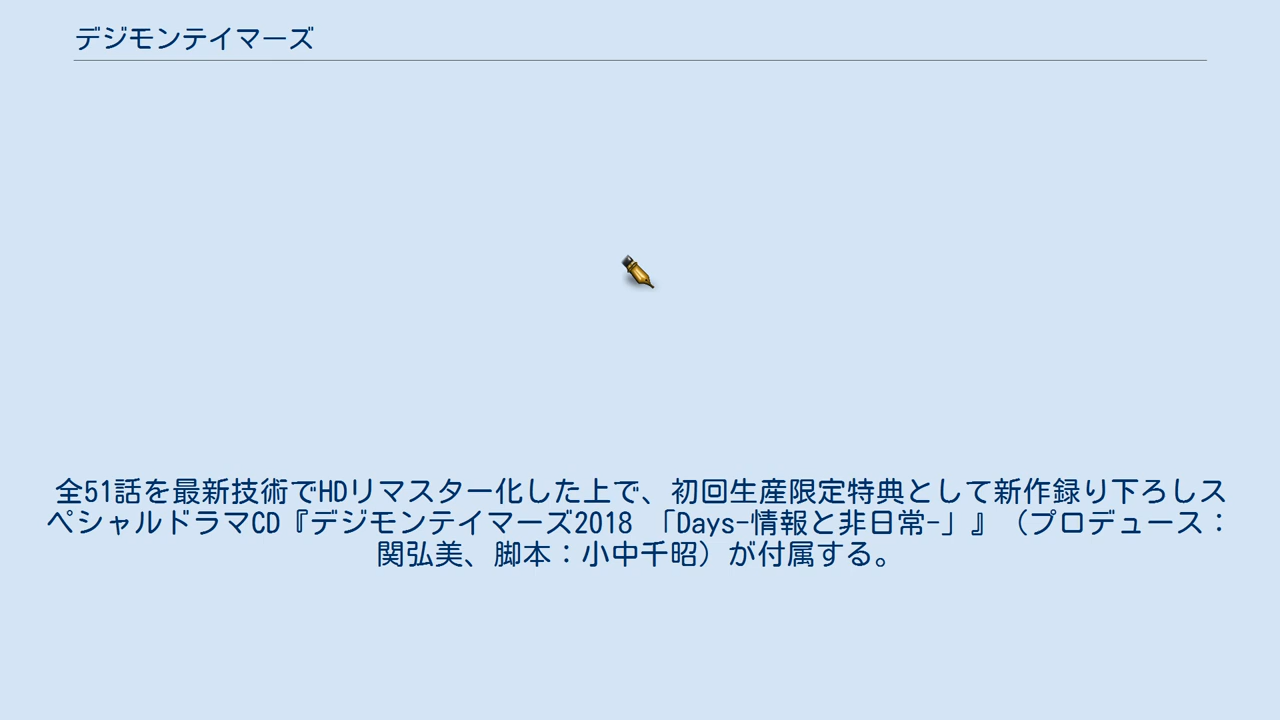 デジモンテイマーズ
全51話を最新技術でHDリマスター化した上で、初回生産限定特典として新作録り下ろしス
ペシャルドラマCD『デジモンテイマーズ2018 「Days-情報と非日常-」』（プロデュース：
関弘美、脚本：小中千昭）が付属する。